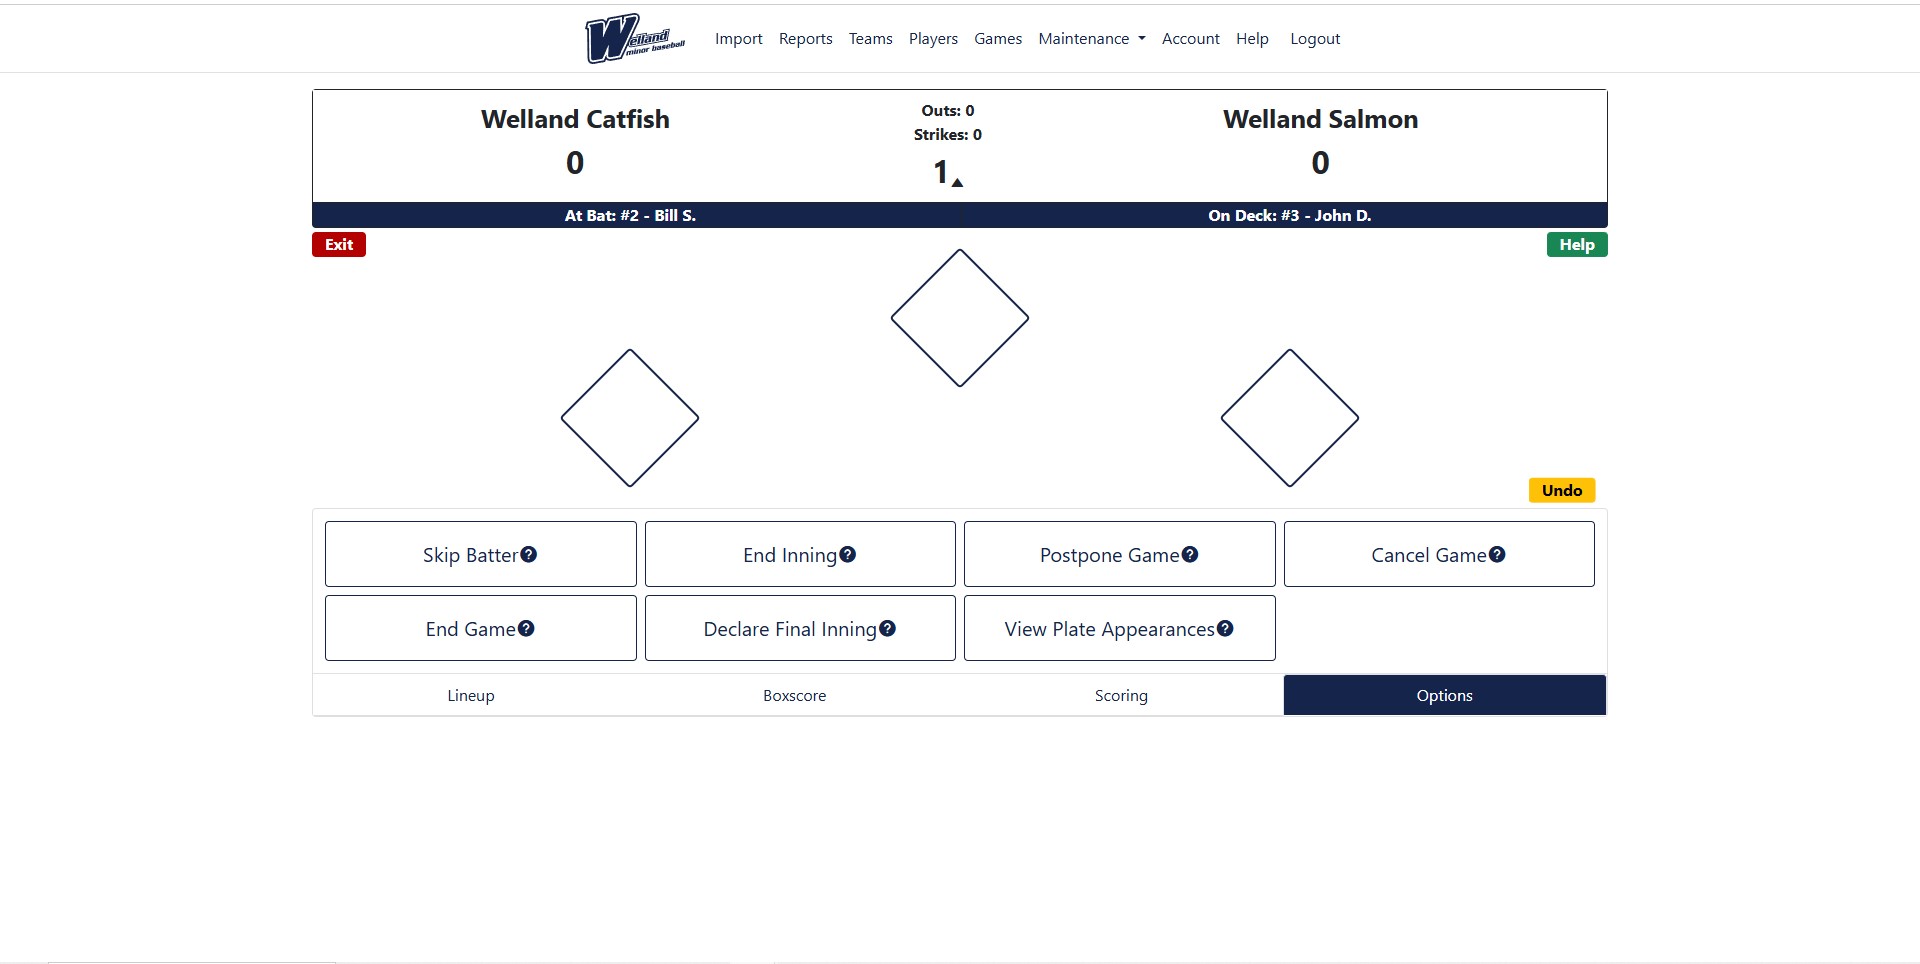 Welland
minor baseball
Import Reports Teams Players Games Maintenance Account Help Logout
Welland Catfish
0
Outs: 0
Strikes: 0
1▲
Welland Salmon
0
At Bat: #2 - Bill S.
On Deck: #3 - John D.
Exit
Help
Undo
Skip Batter?
End Inning?
Postpone Game?
Cancel Game?
End Game?
Declare Final Inning?
View Plate Appearances?
Lineup
Boxscore
Scoring
Options